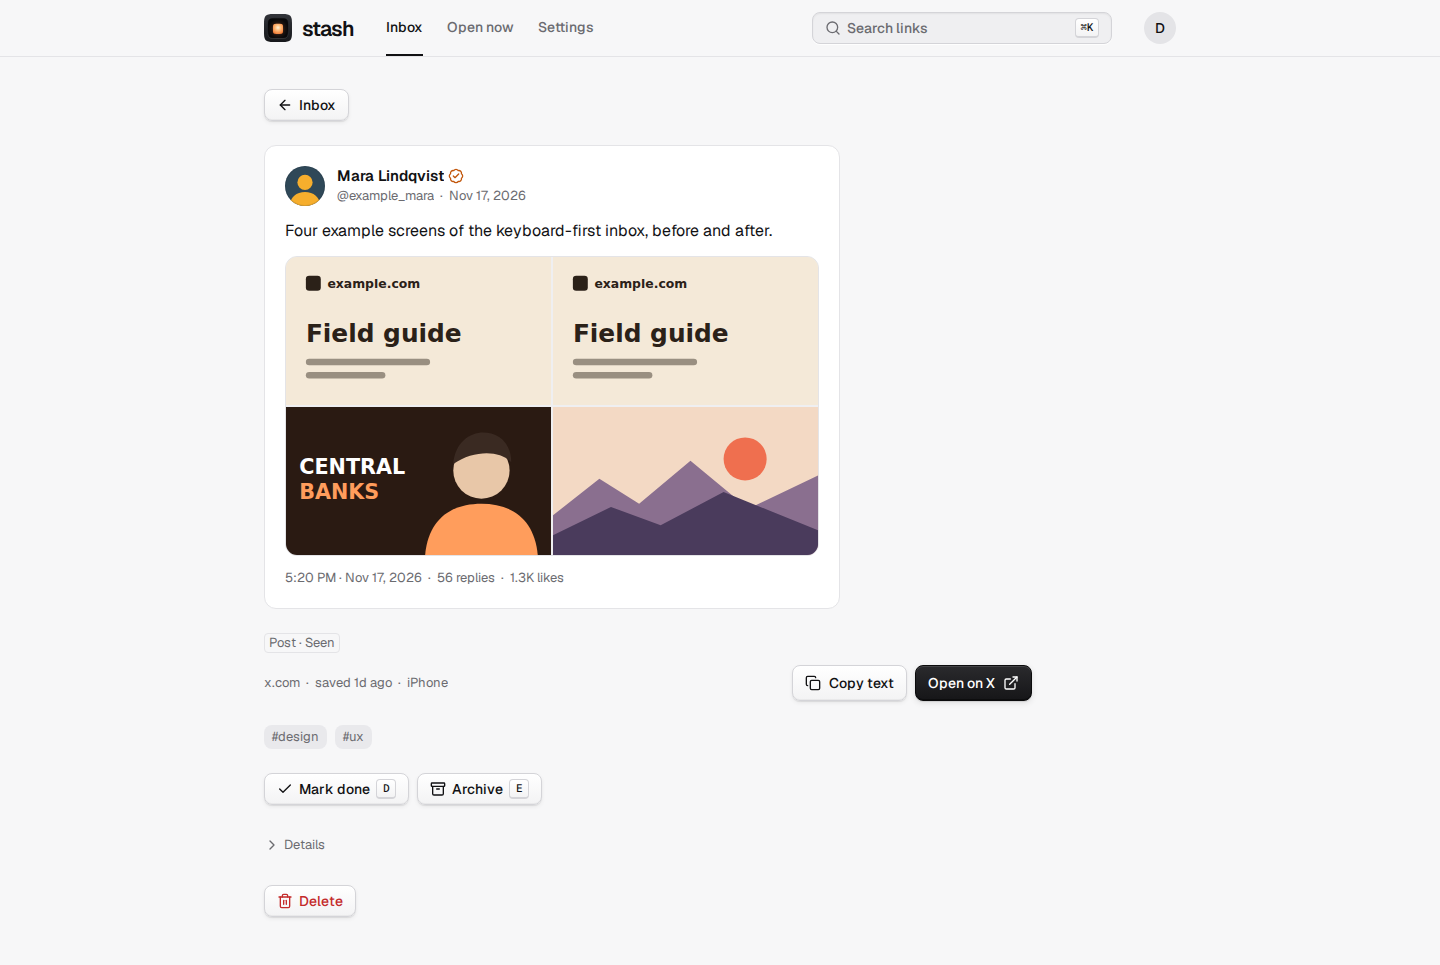 stash
Inbox
Open now
Settings
Search links
⌘K
D
Inbox
Mara Lindqvist
@example_mara · Nov 17, 2026
Four example screens of the keyboard-first inbox, before and after.
example.com
Field guide
example.com
Field guide
CENTRAL
BANKS
5:20 PM · Nov 17, 2026 · 56 replies · 1.3K likes
Post · Seen
x.com · saved 1d ago · iPhone
Copy text
Open on X
#design
#ux
Mark done D
Archive E
Details
Delete